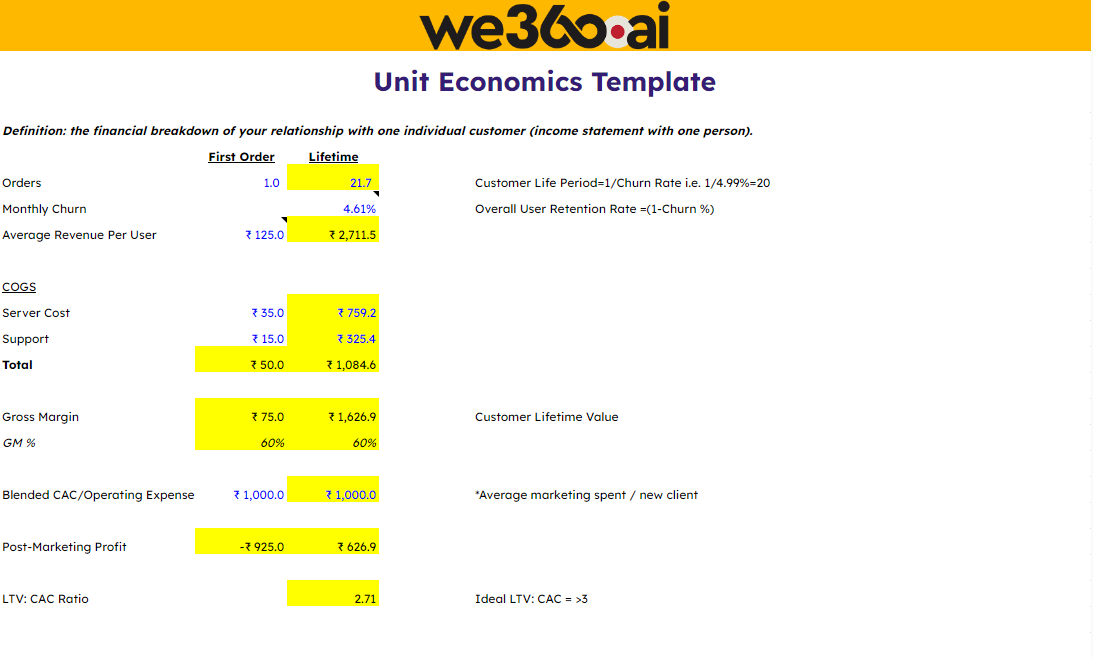 we360.ai
Unit Economics Template
Definition: the financial breakdown of your relationship with one individual customer (income statement with one person).
First Order Lifetime
Orders 1.0 21.7 Customer Life Period=1/Churn Rate i.e. 1/4.99%=20
Monthly Churn 4.61% Overall User Retention Rate =(1-Churn %)
Average Revenue Per User ₹ 125.0 ₹ 2,711.5
COGS
Server Cost ₹ 35.0 ₹ 759.2
Support ₹ 15.0 ₹ 325.4
Total ₹ 50.0 ₹ 1,084.6
Gross Margin ₹ 75.0 ₹ 1,626.9 Customer Lifetime Value
GM % 60% 60%
Blended CAC/Operating Expense ₹ 1,000.0 ₹ 1,000.0 *Average marketing spent / new client
Post-Marketing Profit -₹ 925.0 ₹ 626.9
LTV: CAC Ratio 2.71 Ideal LTV: CAC = >3